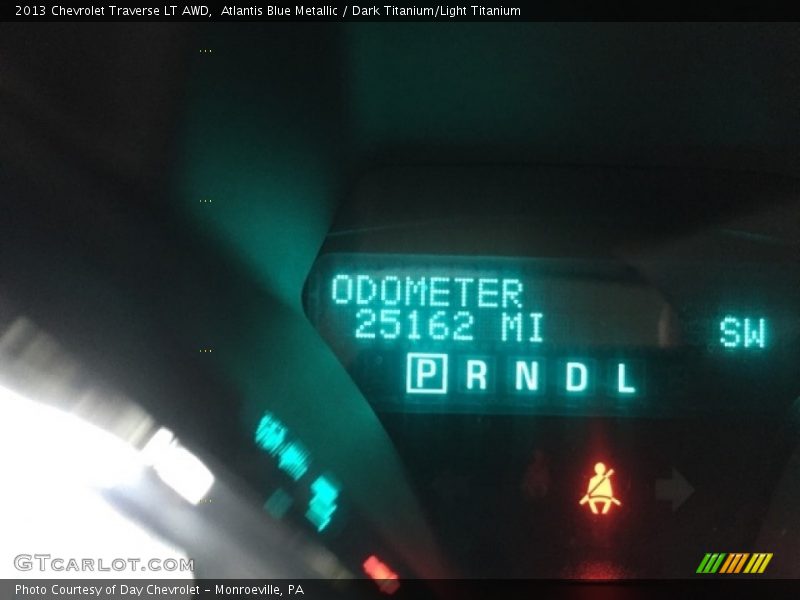 2013 Chevrolet Traverse LT AWD, Atlantis Blue Metallic / Dark Titanium/Light Titanium
ODOMETER
25162 MI
SW
P R N D L
GTCARLOT.COM
Photo Courtesy of Day Chevrolet - Monroeville, PA